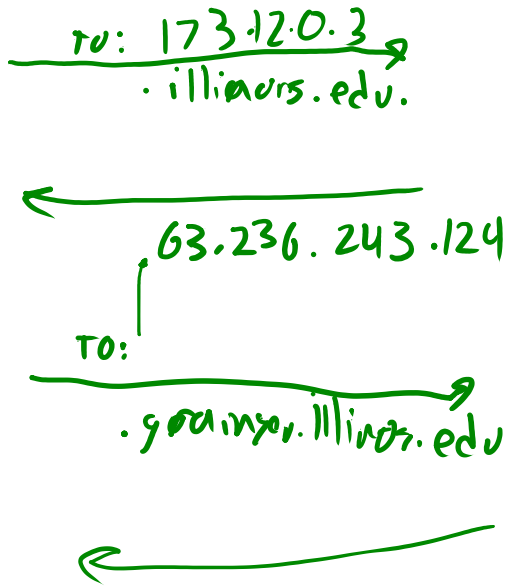 TO: 173.12.0.3
.illinois.edu.
.63.236.243.124
TO:
.grainger.illinois.edu